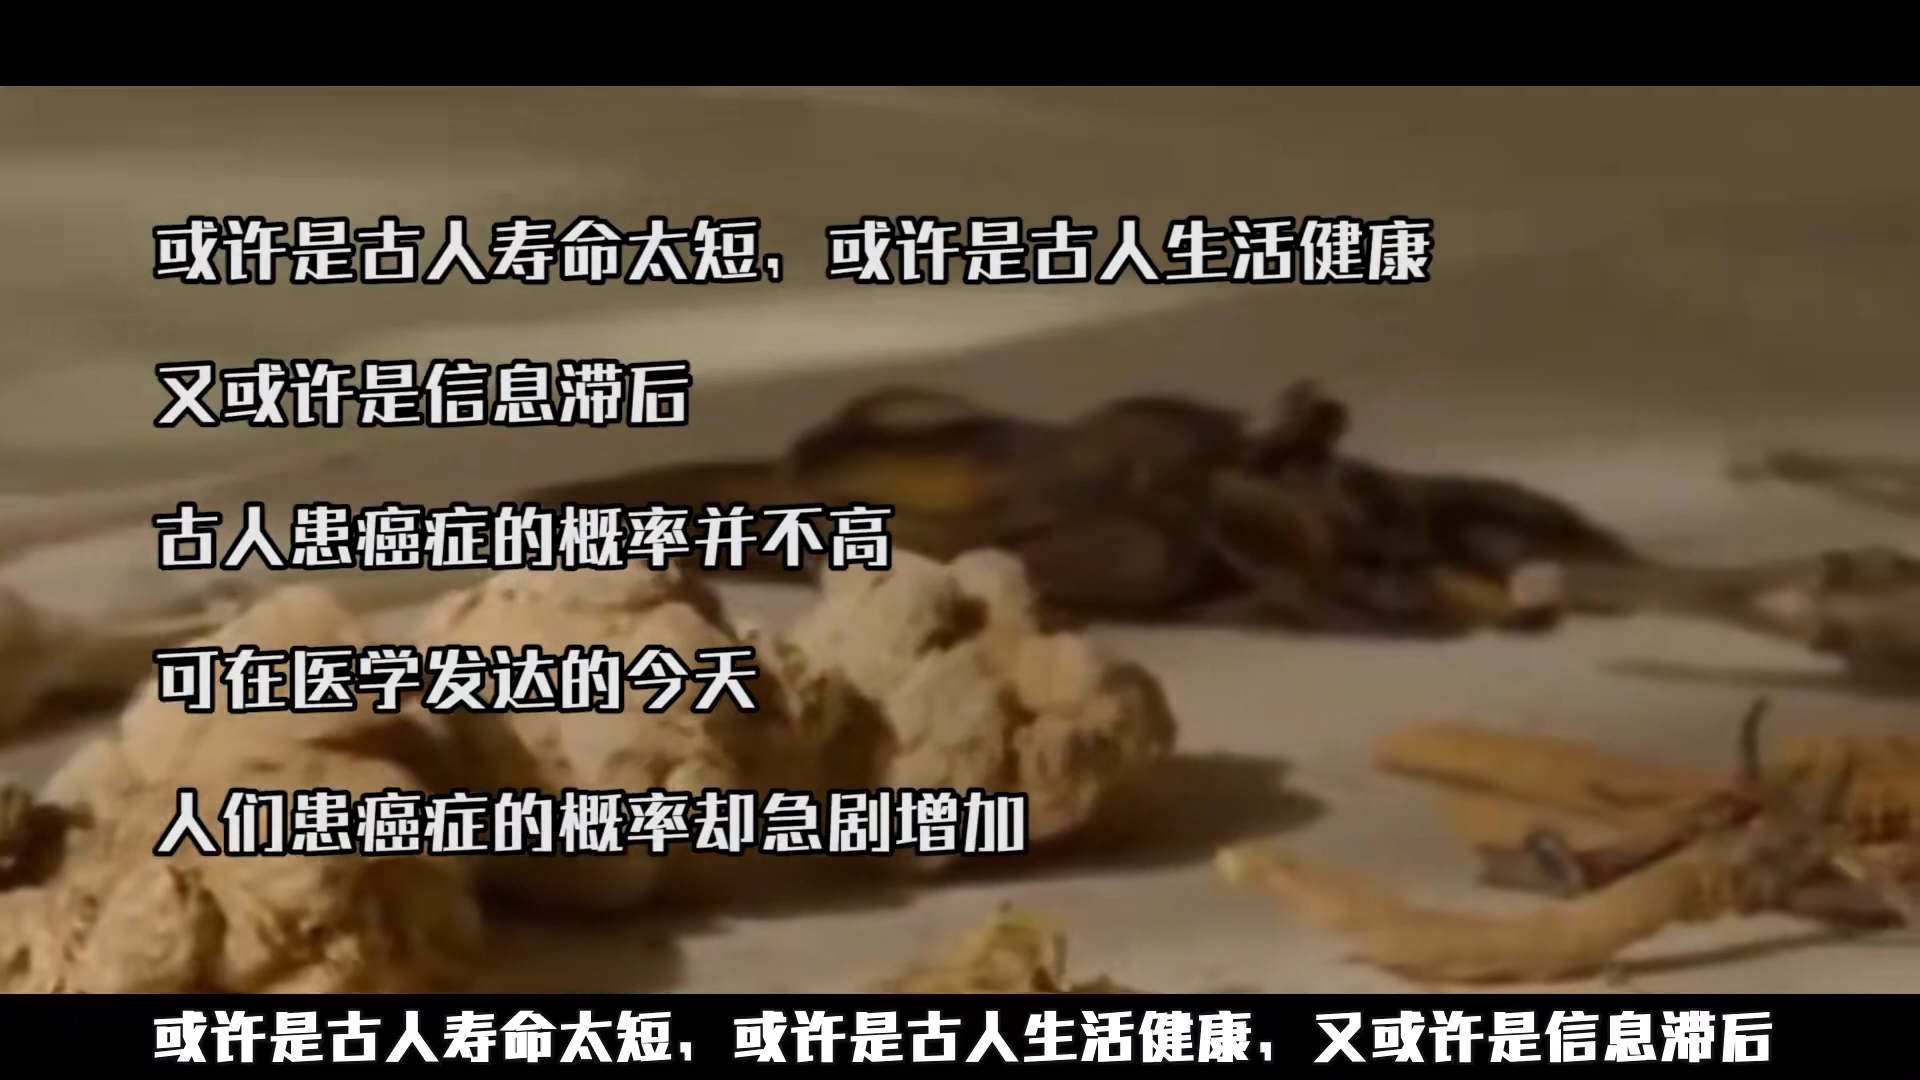 或许是古人寿命太短，或许是古人生活健康
又或许是信息滞后
古人患癌症的概率并不高
可在医学发达的今天
人们患癌症的概率却急剧增加
或许是古人寿命太短，或许是古人生活健康，又或许是信息滞后